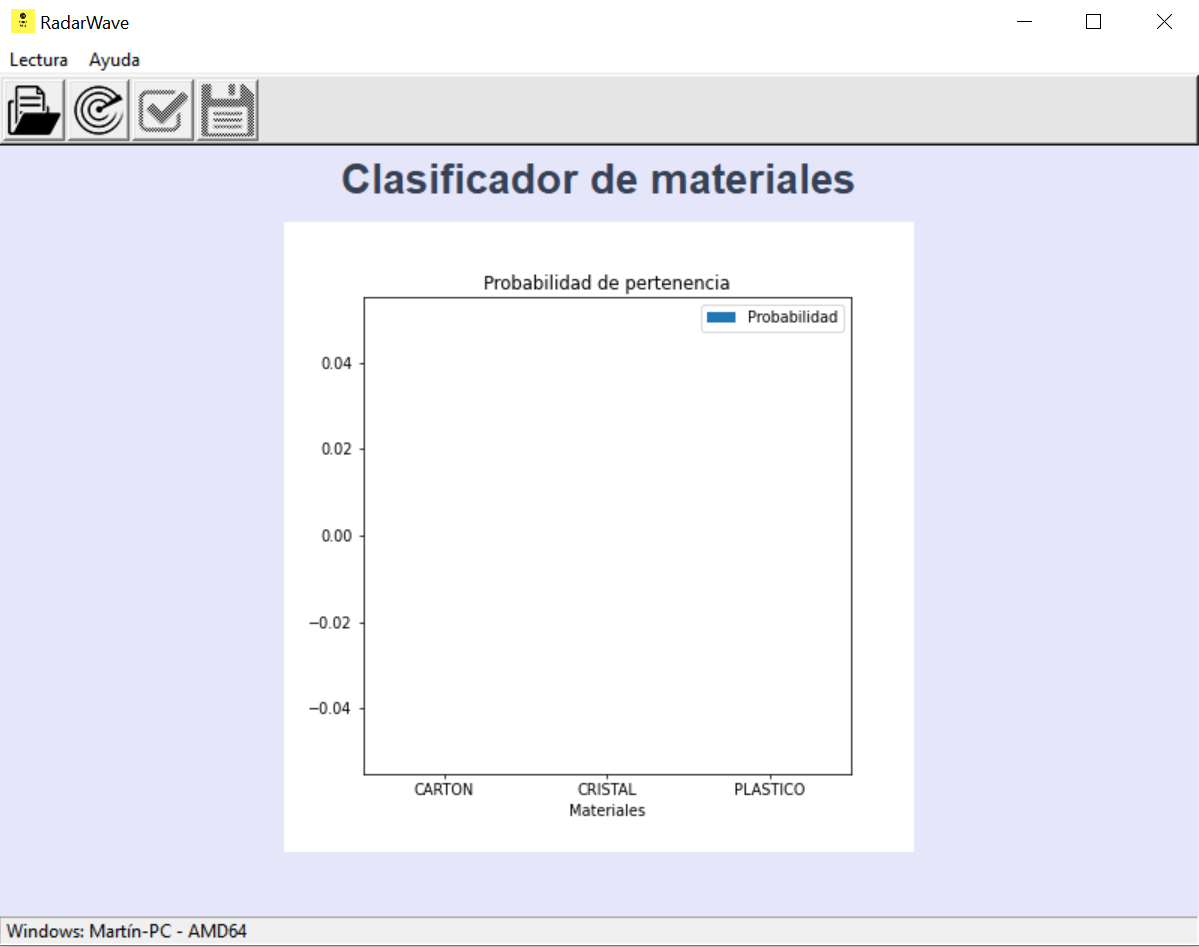 RadarWave
Lectura Ayuda
Clasificador de materiales
Probabilidad de pertenencia
Probabilidad
0.04
0.02
0.00
−0.02
−0.04
CARTON CRISTAL PLASTICO
Materiales
Windows: Martín-PC - AMD64